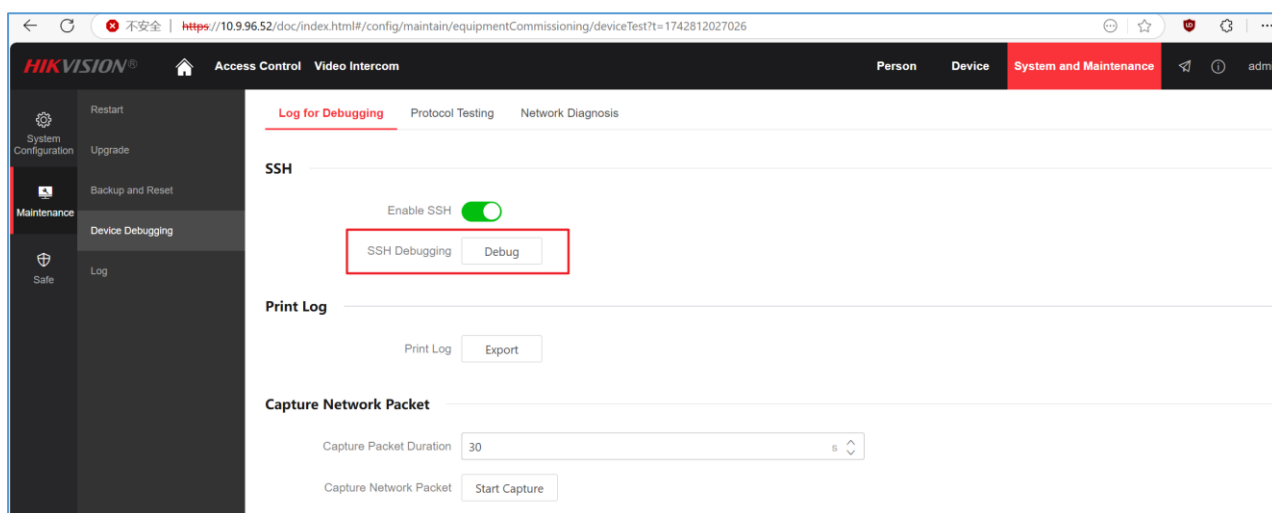 不安全 | https://10.9.96.52/doc/index.html#/config/maintain/equipmentCommissioning/deviceTest?t=1742812027026
HIKVISION® Access Control Video Intercom Person Device System and Maintenance admi
System Configuration
Maintenance
Safe
Restart
Upgrade
Backup and Reset
Device Debugging
Log
Log for Debugging Protocol Testing Network Diagnosis
SSH
Enable SSH
SSH Debugging Debug
Print Log
Print Log Export
Capture Network Packet
Capture Packet Duration 30 s
Capture Network Packet Start Capture